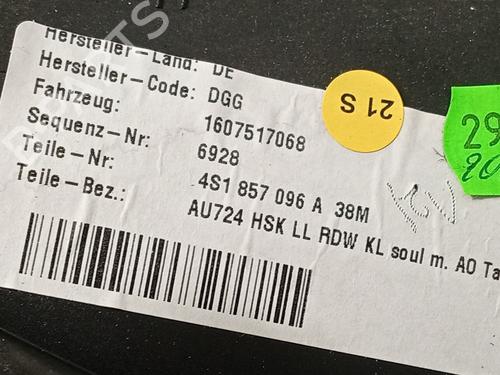 Hersteller-Land: DE
Hersteller-Code: DGG
Fahrzeug: 1607517068
Sequenz-Nr: 6928
Teile-Nr: 4S1 857 096 A 38M
Teile-Bez.: AU724 HSK LL RDW KL soul m. AO Ta
21 S
29